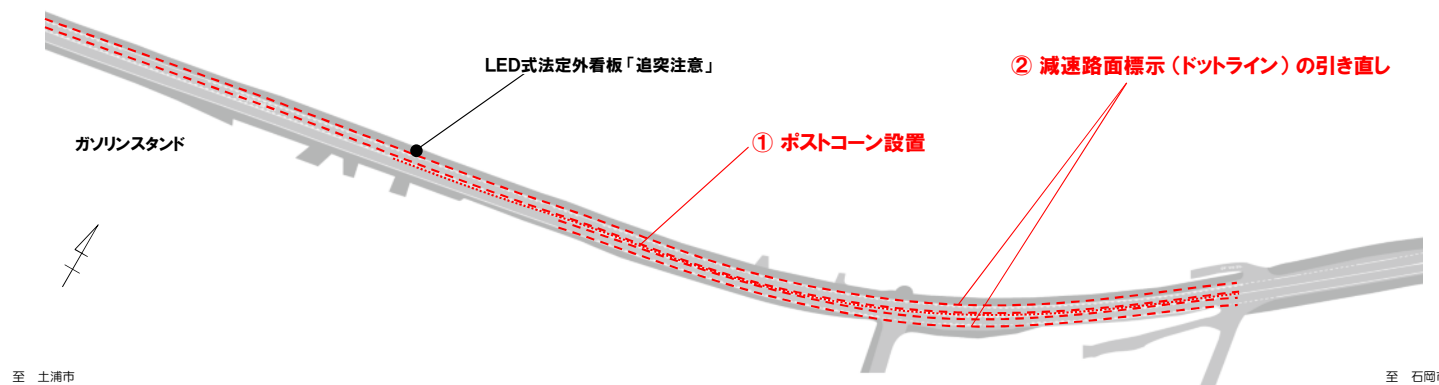 LED式法定外看板「追突注意」
② 減速路面標示(ドットライン)の引き直し
ガソリンスタンド
① ポストコーン設置
至 土浦市
至 石岡市